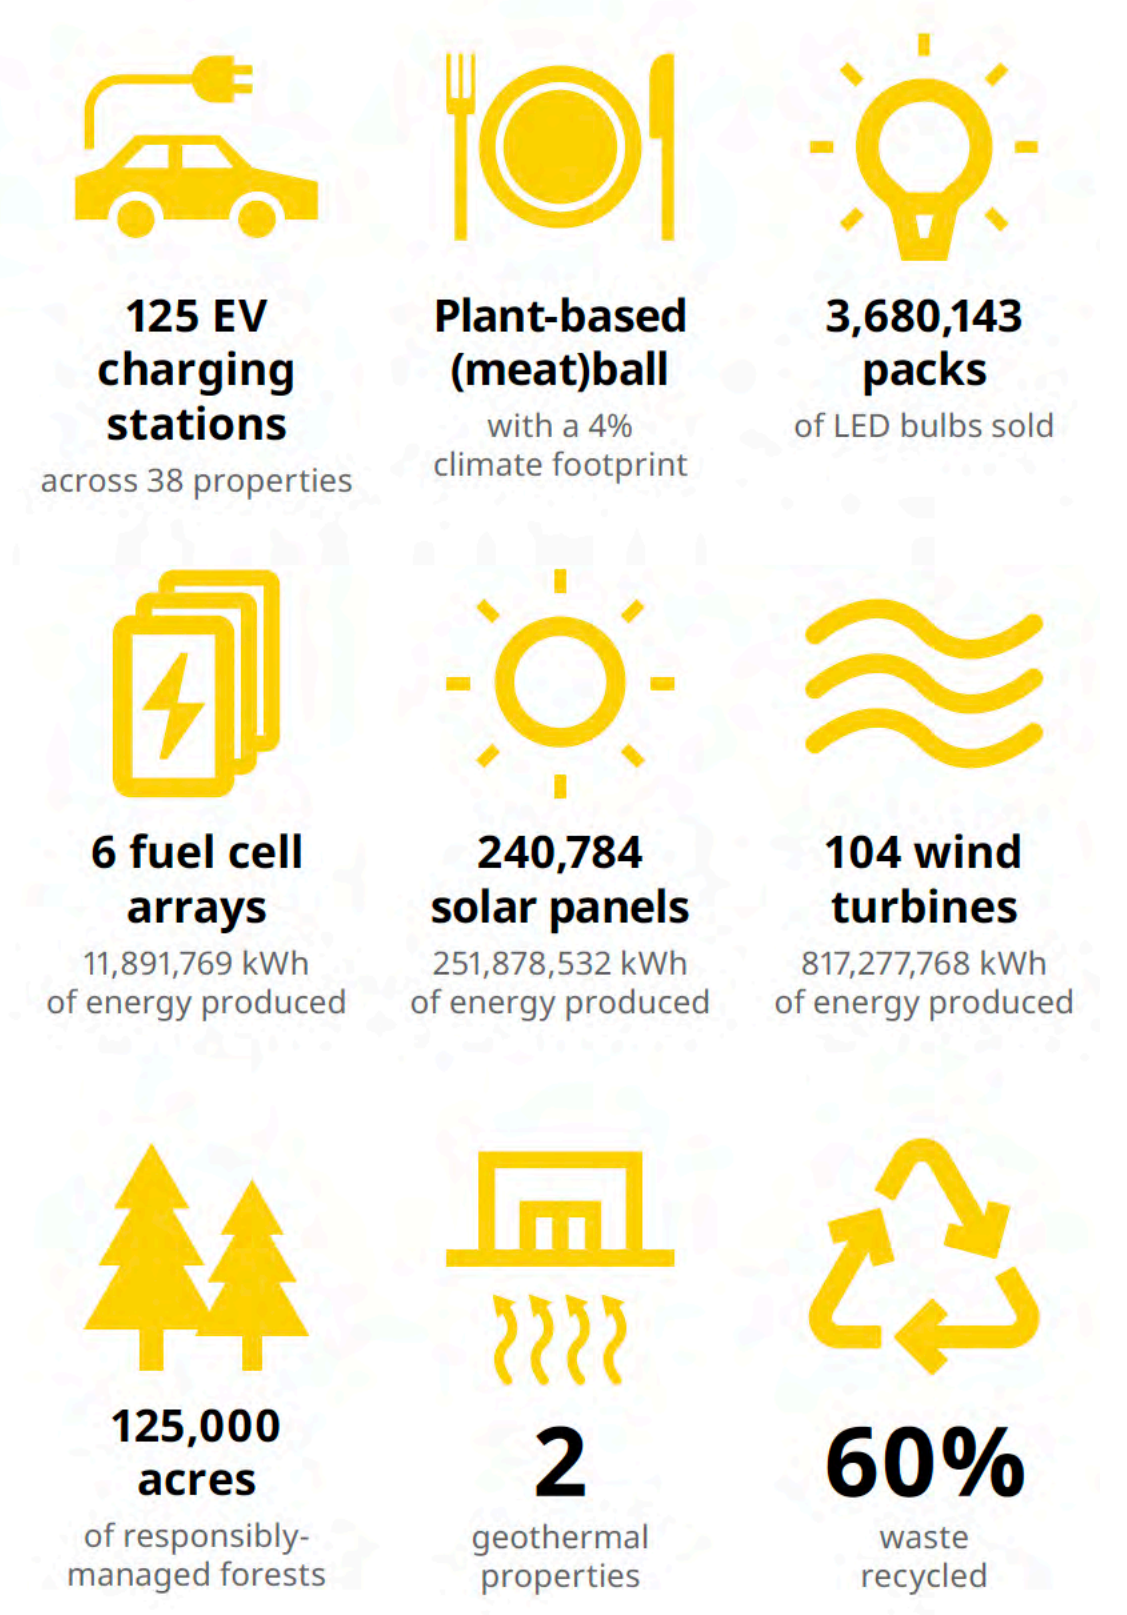 125 EV
charging
stations
across 38 properties
Plant-based
(meat)ball
with a 4%
climate footprint
3,680,143
packs
of LED bulbs sold
6 fuel cell
arrays
11,891,769 kWh
of energy produced
240,784
solar panels
251,878,532 kWh
of energy produced
104 wind
turbines
817,277,768 kWh
of energy produced
125,000
acres
of responsibly-
managed forests
2
geothermal
properties
60%
waste
recycled